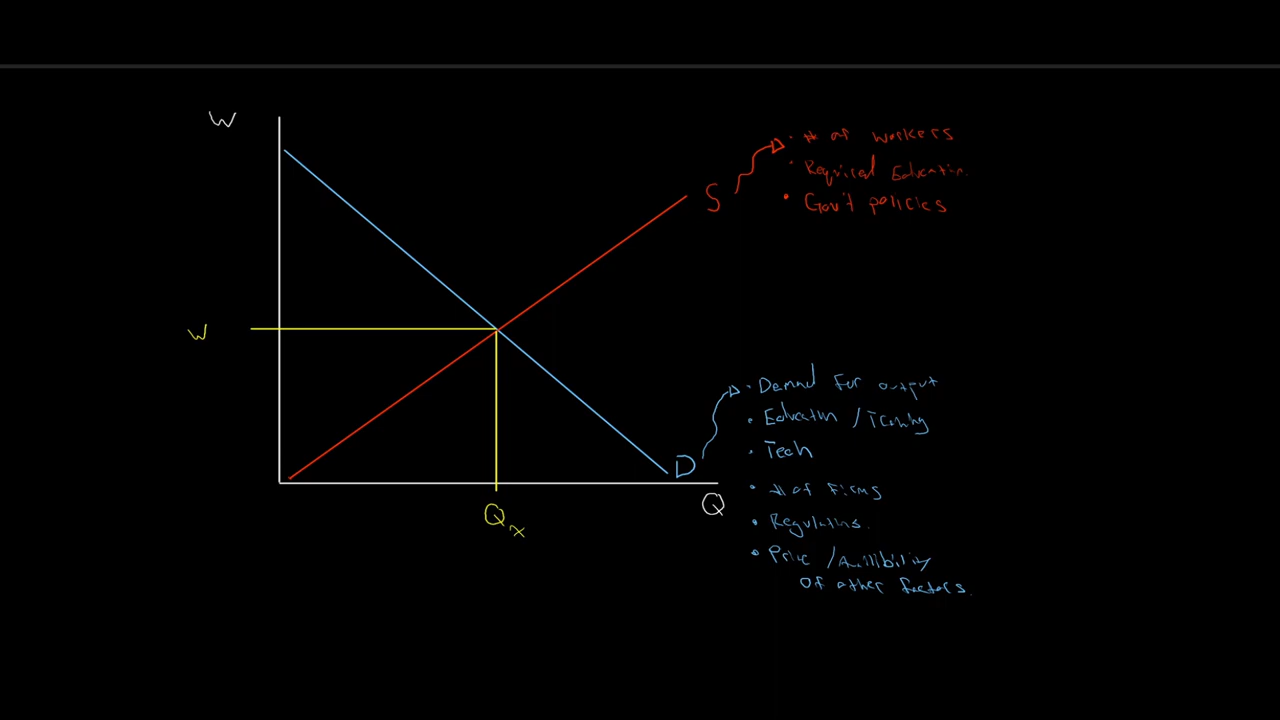 W
• # of workers
• Required Education
S
• Gov't policies
w
• Demand for output
• Education / Training
• Tech
D
• # of firms
Q
Qx
• Regulations.
• Price / Availibility
of other factors.